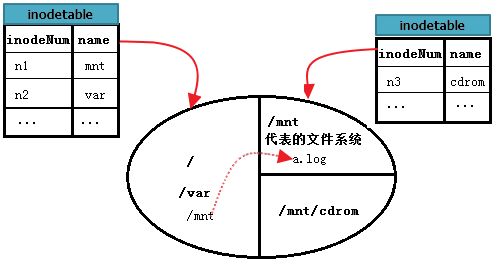 inodetable
inodeNum name
n1 mnt
n2 var
... ...
inodetable
inodeNum name
n3 cdrom
... ...
/
/var
/mnt
/mnt
代表的文件系统
a.log
/mnt/cdrom